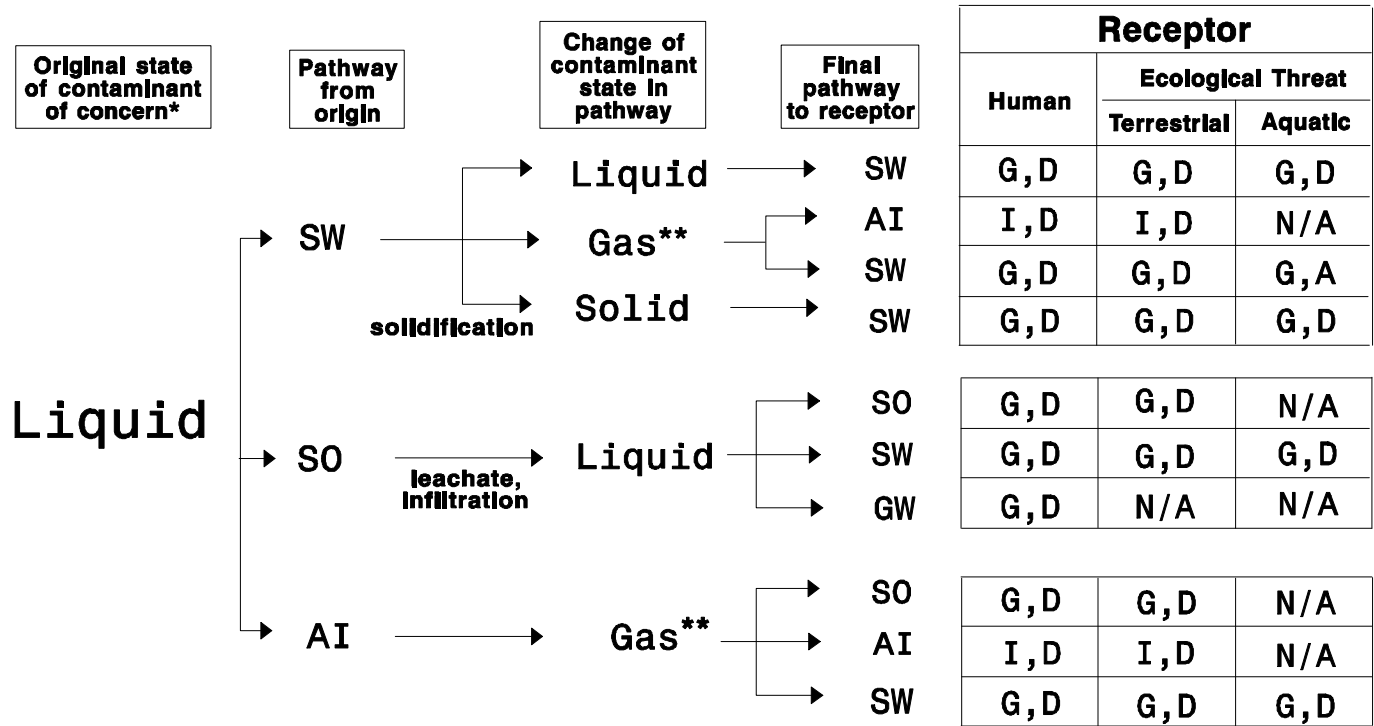 Receptor
Original state
of contaminant
of concern*
Pathway
from
origin
Change of
contaminant
state in
pathway
Final
pathway
to receptor
Human
Ecological Threat
Terrestrial
Aquatic
Liquid
SW
G,D
G,D
G,D
SW
Gas**
AI
I,D
I,D
N/A
SW
G,D
G,D
G,A
solidification
Solid
SW
G,D
G,D
G,D
Liquid
SO
leachate,
infiltration
Liquid
SO
G,D
G,D
N/A
SW
G,D
G,D
G,D
GW
G,D
N/A
N/A
AI
Gas**
SO
G,D
G,D
N/A
AI
I,D
I,D
N/A
SW
G,D
G,D
G,D